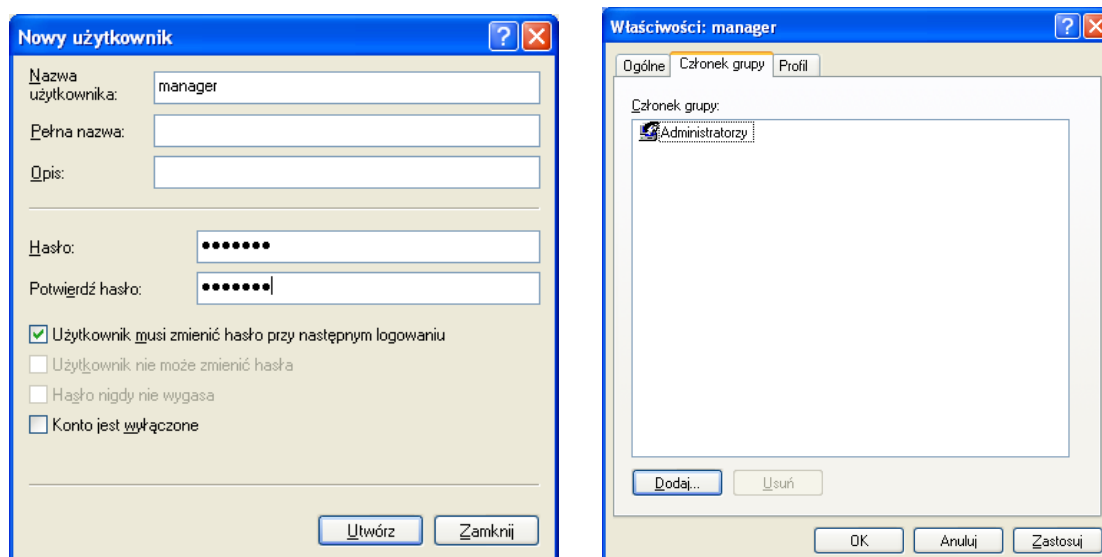 Nowy użytkownik
Nazwa
użytkownika:
manager
Pełna nazwa:
Opis:
Hasło:
•••••••
Potwierdź hasło:
•••••••
Użytkownik musi zmienić hasło przy następnym logowaniu
Użytkownik nie może zmienić hasła
Hasło nigdy nie wygasa
Konto jest wyłączone
Utwórz
Zamknij
Właściwości: manager
Ogólne
Członek grupy
Profil
Członek grupy:
Administratorzy
Dodaj...
Usuń
OK
Anuluj
Zastosuj